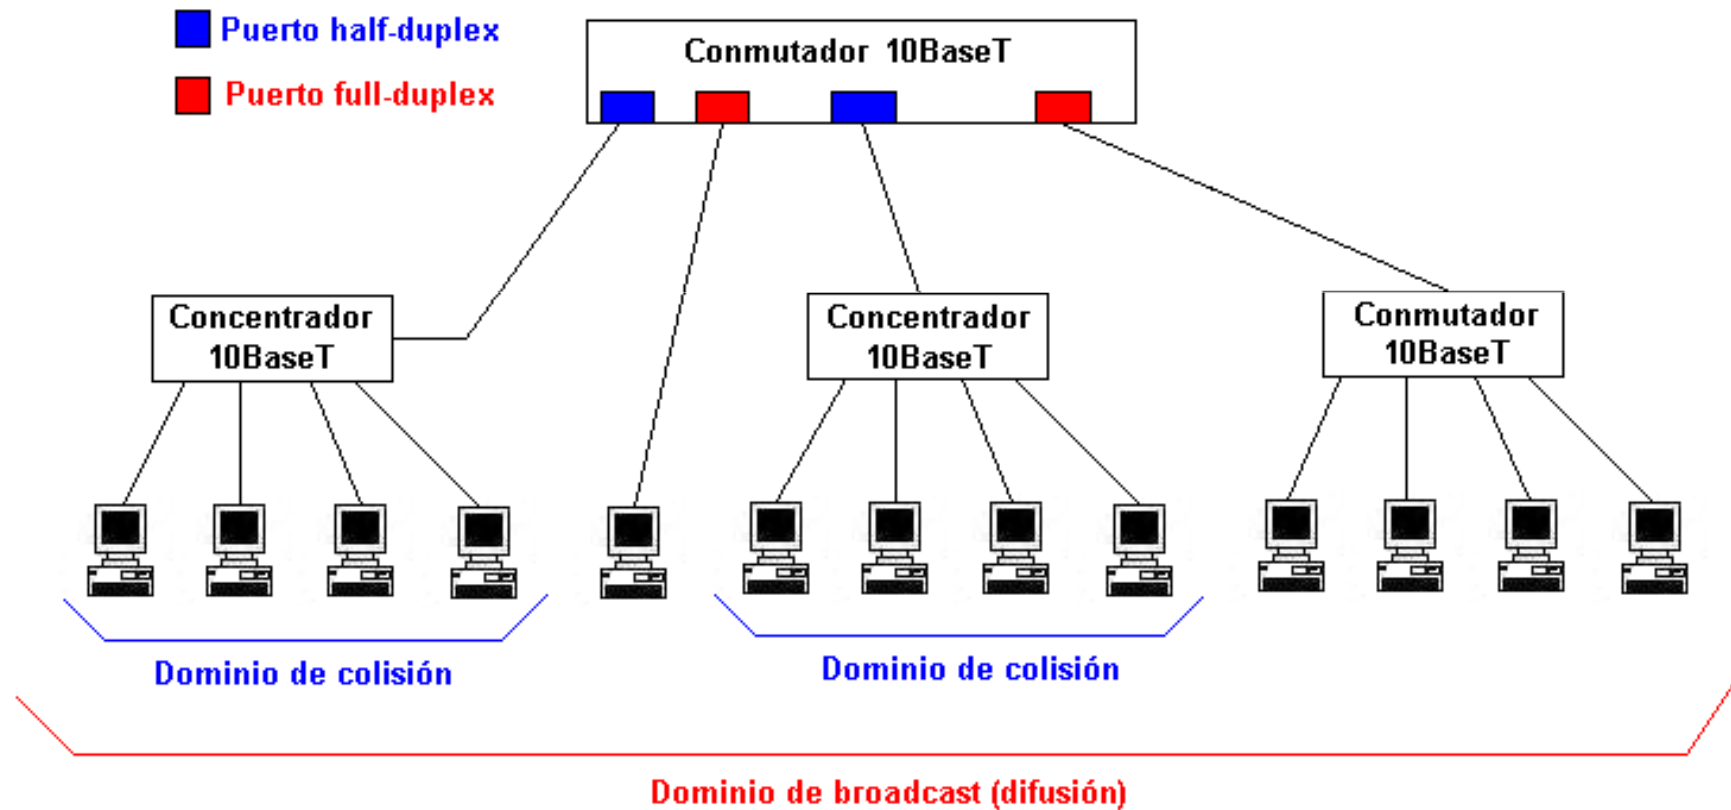 Puerto half-duplex
Puerto full-duplex
Conmutador 10BaseT
Concentrador
10BaseT
Concentrador
10BaseT
Conmutador
10BaseT
Dominio de colisión
Dominio de colisión
Dominio de broadcast (difusión)